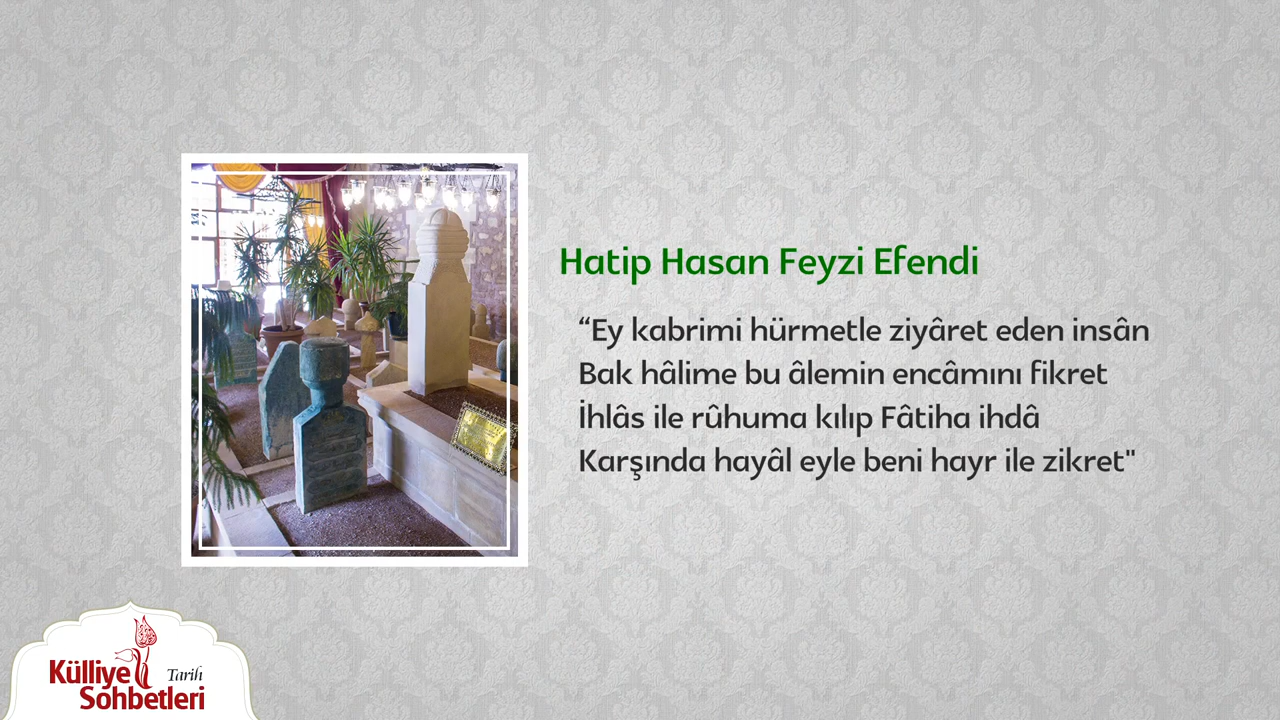 Hatip Hasan Feyzi Efendi
“Ey kabrimi hürmetle ziyâret eden insân
Bak hâlime bu âlemin encâmını fikret
İhlâs ile rûhuma kılıp Fâtiha ihdâ
Karşında hayâl eyle beni hayr ile zikret"
Külliye Tarih
Sohbetleri